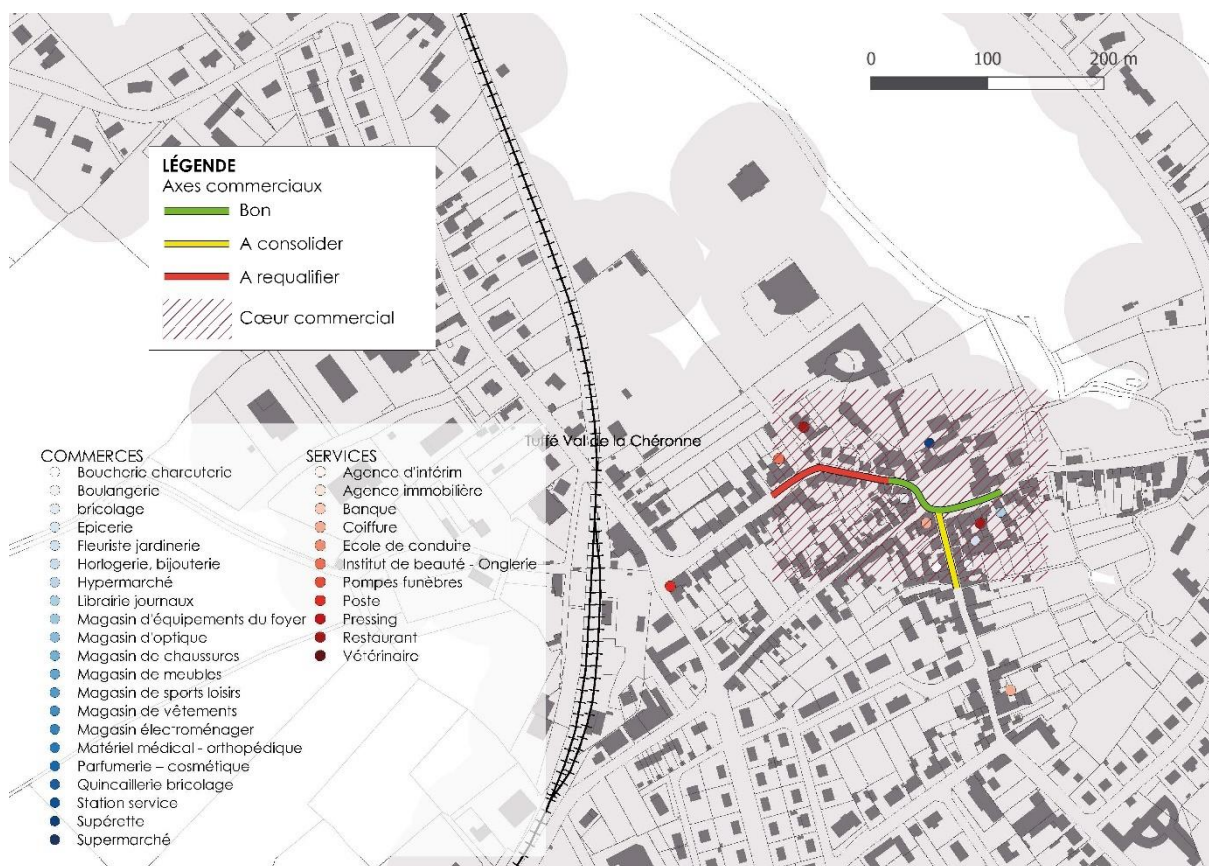 0 100 200 m
LÉGENDE
Axes commerciaux
Bon
A consolider
A requalifier
Cœur commercial
Tuffé Val de la Chéronne
COMMERCES
Boucherie charcuterie
Boulangerie
bricolage
Epicerie
Fleuriste jardinerie
Horlogerie, bijouterie
Hypermarché
Librairie journaux
Magasin d'équipements du foyer
Magasin d'optique
Magasin de chaussures
Magasin de meubles
Magasin de sports loisirs
Magasin de vêtements
Magasin électroménager
Matériel médical - orthopédique
Parfumerie – cosmétique
Quincaillerie bricolage
Station service
Supérette
Supermarché
SERVICES
Agence d'intérim
Agence immobilière
Banque
Coiffure
Ecole de conduite
Institut de beauté - Onglerie
Pompes funèbres
Poste
Pressing
Restaurant
Vétérinaire